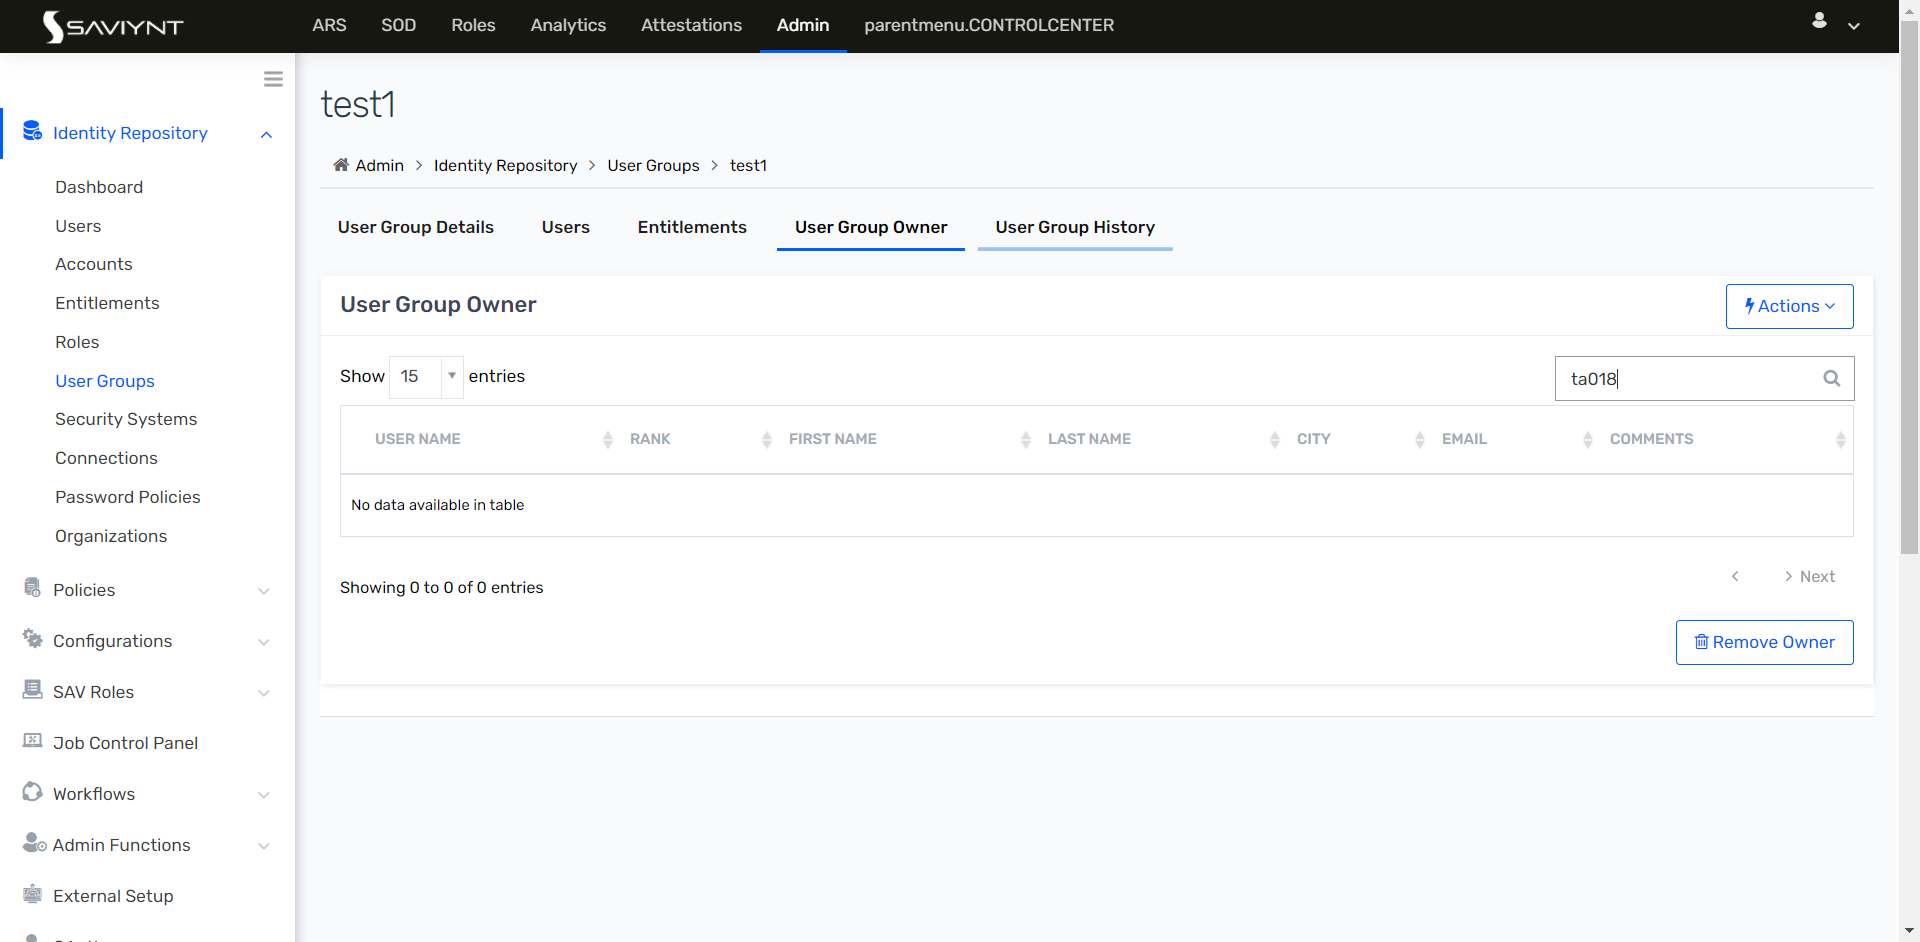 SAVIYNT
ARS SOD Roles Analytics Attestations Admin parentmenu.CONTROLCENTER
Identity Repository
Dashboard
Users
Accounts
Entitlements
Roles
User Groups
Security Systems
Connections
Password Policies
Organizations
Policies
Configurations
SAV Roles
Job Control Panel
Workflows
Admin Functions
External Setup
test1
Admin > Identity Repository > User Groups > test1
User Group Details Users Entitlements User Group Owner User Group History
User Group Owner
Actions
Show 15 entries
ta018
USER NAME RANK FIRST NAME LAST NAME CITY EMAIL COMMENTS
No data available in table
Showing 0 to 0 of 0 entries
< > Next
Remove Owner